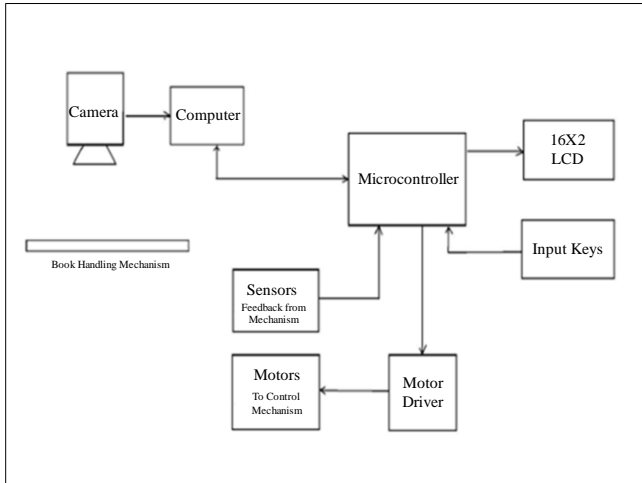 Camera
Computer
16X2
LCD
Microcontroller
Input Keys
Book Handling Mechanism
Sensors
Feedback from
Mechanism
Motors
To Control
Mechanism
Motor
Driver